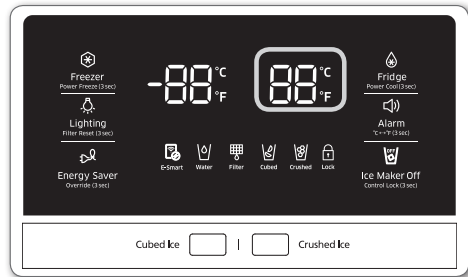 Freezer
Power Freeze (3 sec)
Lighting
Filter Reset (3 sec)
Energy Saver
Override (3 sec)
-88 °C °F
88 °C °F
E-Smart Water Filter Cubed Crushed Lock
Fridge
Power Cool (3 sec)
Alarm
°C ↔ °F (3 sec)
OFF
Ice Maker Off
Control Lock (3 sec)
Cubed Ice | Crushed Ice